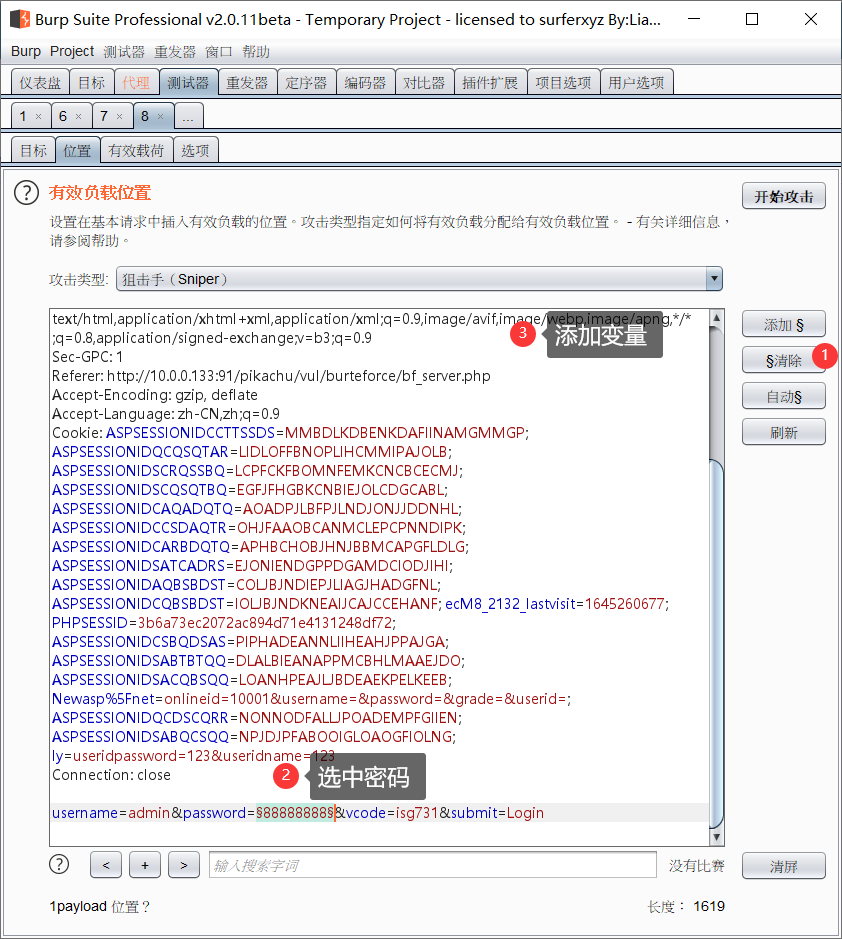 Burp Suite Professional v2.0.11beta - Temporary Project - licensed to surferxyz By:Lia...
Burp Project 测试器 重发器 窗口 帮助
仪表盘 目标 代理 测试器 重发器 定序器 编码器 对比器 插件扩展 项目选项 用户选项
1 × 6 × 7 × 8 × ...
目标 位置 有效载荷 选项
? 有效负载位置
开始攻击
设置在基本请求中插入有效负载的位置。攻击类型指定如何将有效负载分配给有效负载位置。 - 有关详细信息，
请参阅帮助。
攻击类型: 狙击手（Sniper）
text/html,application/xhtml+xml,application/xml;q=0.9,image/avif,image/webp,image/apng,*/*
;q=0.8,application/signed-exchange;v=b3;q=0.9
3 添加变量
添加 §
Sec-GPC: 1
§清除 1
Referer: http://10.0.0.133:91/pikachu/vul/burteforce/bf_server.php
Accept-Encoding: gzip, deflate
自动§
Accept-Language: zh-CN,zh;q=0.9
Cookie: ASPSESSIONIDCCTTSSDS=MMBDLKDBENKDAFIINAMGMMGP;
刷新
ASPSESSIONIDQCQSQTAR=LIDLOFFBNOPLIHCMMIPAJOLB;
ASPSESSIONIDSCRQSSBQ=LCPFCKFBOMNFEMKCNCBCECMJ;
ASPSESSIONIDSCQSQTBQ=EGFJFHGBKCNBIEJOLCDGCABL;
ASPSESSIONIDCAQADQTQ=AOADPJLBFPJLNDJONJJDDNHL;
ASPSESSIONIDCCSDAQTR=OHJFAAOBCANMCLEPCPNNDIPK;
ASPSESSIONIDCARBDQTQ=APHBCHOBJHNJBBMCAPGFLDLG;
ASPSESSIONIDSATCADRS=EJONIENDGPPDGAMDCIODJIHI;
ASPSESSIONIDAQBSBDST=COLJBJNDIEPJLIAGJHADGFNL;
ASPSESSIONIDCQBSBDST=IOLJBJNDKNEAIJCAJCCEHANF; ecM8_2132_lastvisit=1645260677;
PHPSESSID=3b6a73ec2072ac894d71e4131248df72;
ASPSESSIONIDCSBQDSAS=PIPHADEANNLIIHEAHJPPAJGA;
ASPSESSIONIDSABTBTQQ=DLALBIEANAPPMCBHLMAAEJDO;
ASPSESSIONIDSACQBSQQ=LOANHPEAJLJBDEAEKPELKEEB;
Newasp%5Fnet=onlineid=10001&username=&password=&grade=&userid=;
ASPSESSIONIDQCDSCQRR=NONNODFALLJPOADEMPFGIIEN;
ASPSESSIONIDSABQCSQQ=NPJDJPFABOOIGLOAOGFIOLNG;
ly=useridpassword=123&useridname=123
Connection: close
2 选中密码
username=admin&password=§88888888§&vcode=isg731&submit=Login
? < + > 输入搜索字词 没有比赛 清屏
1payload 位置？ 长度： 1619